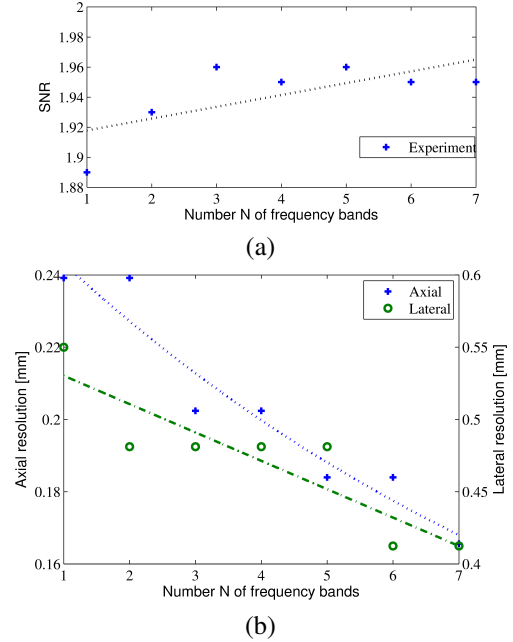 2
1.98
1.96
1.94
1.92
1.9
1.88
SNR
Experiment
1 2 3 4 5 6 7
Number N of frequency bands
(a)
0.24
0.22
0.2
0.18
0.16
Axial resolution [mm]
Axial
Lateral
0.6
0.55
0.5
0.45
0.4
Lateral resolution [mm]
1 2 3 4 5 6 7
Number N of frequency bands
(b)